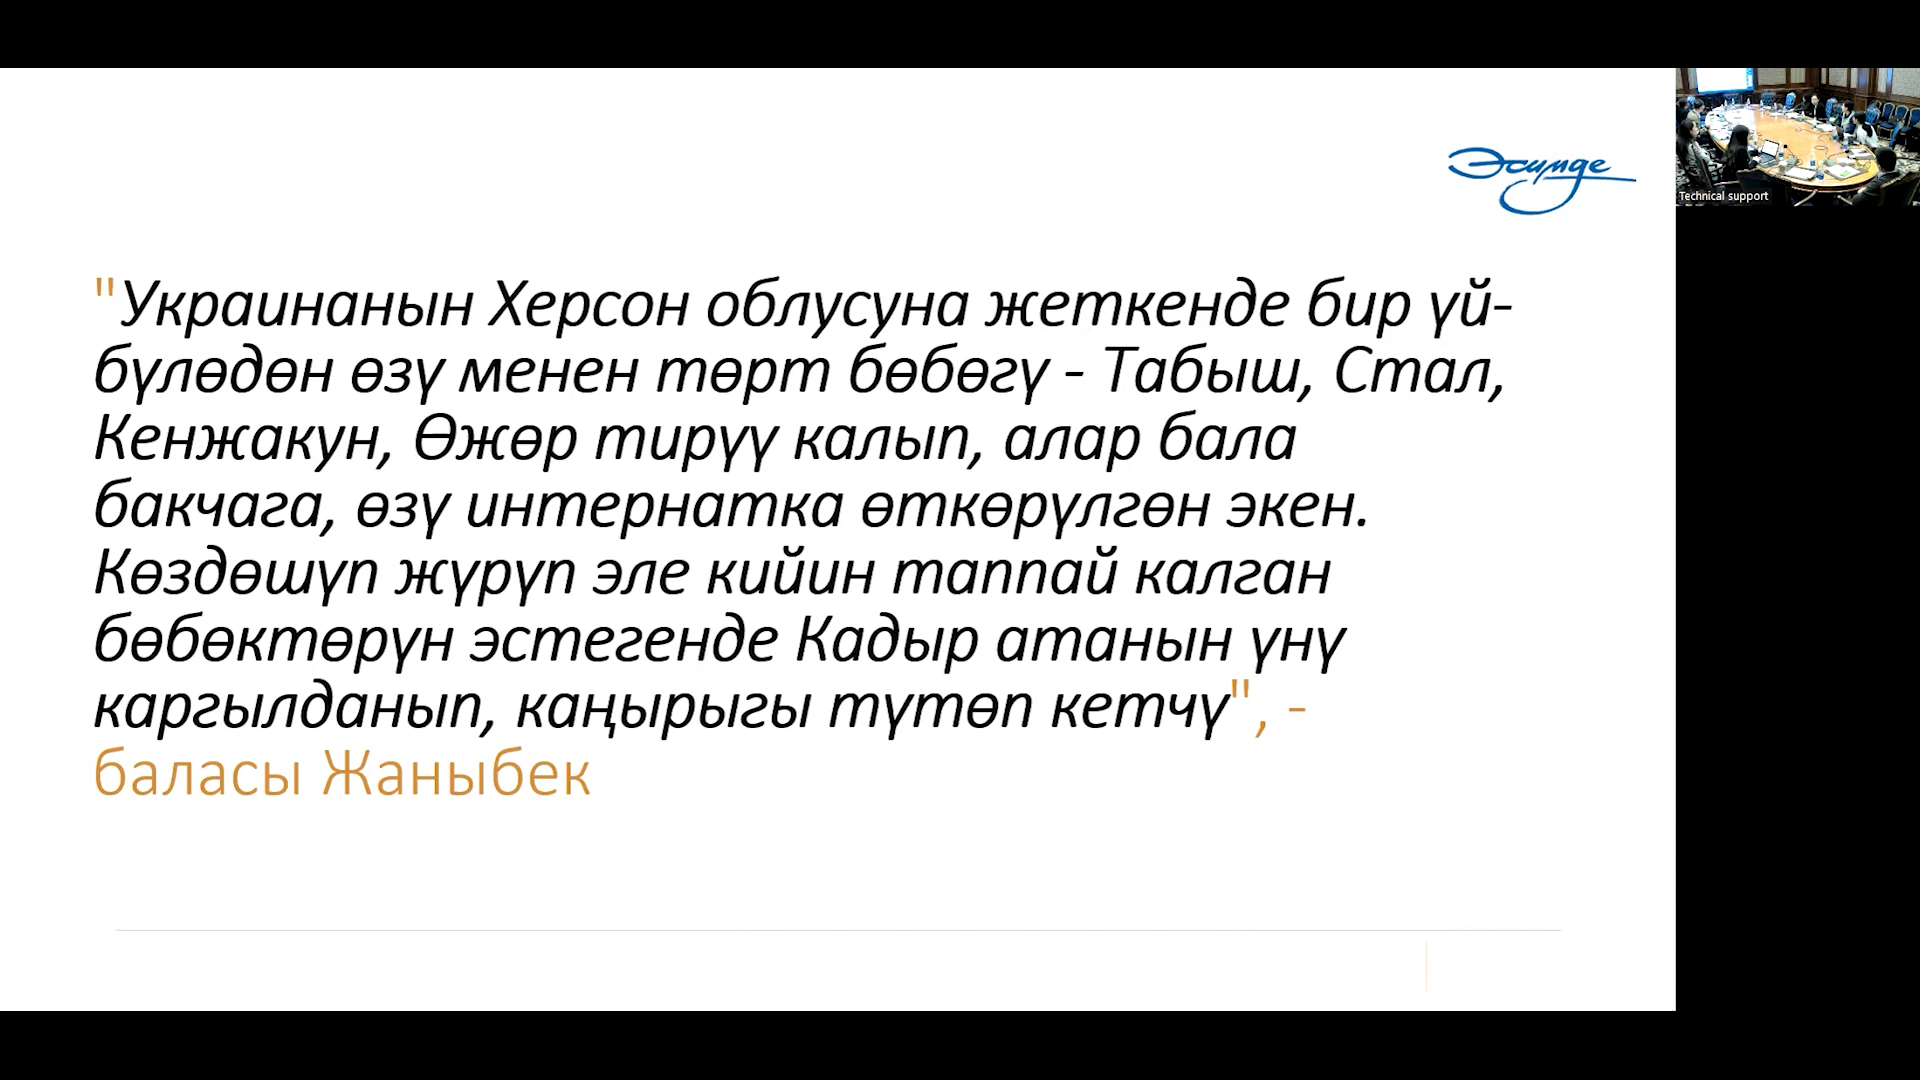 Эсимде
Technical support
"Украинанын Херсон облусуна жеткенде бир үй-
бүлөдөн өзү менен төрт бөбөгү - Табыш, Стал,
Кенжакун, Өжөр тирүү калып, алар бала
бакчага, өзү интернатка өткөрүлгөн экен.
Көздөшүп жүрүп эле кийин таппай калган
бөбөктөрүн эстегенде Кадыр атанын үнү
каргылданып, каңырыгы түтөп кетчү", -
баласы Жаныбек